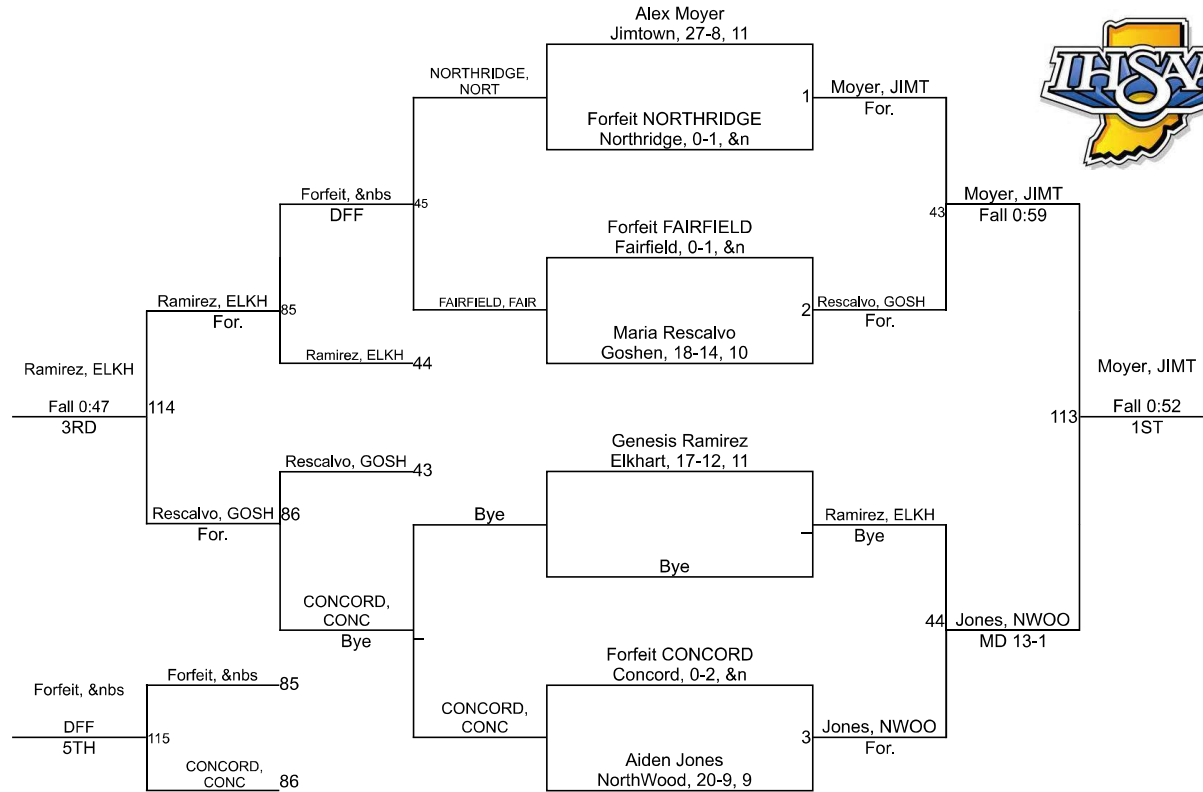 Alex Moyer
Jimtown, 27-8, 11
IHSAA
NORTHRIDGE,
NORT
1
Moyer, JIMT
For.
Forfeit NORTHRIDGE
Northridge, 0-1, &n
Forfeit, &nbs
DFF
45
Moyer, JIMT
Fall 0:59
43
Forfeit FAIRFIELD
Fairfield, 0-1, &n
Ramirez, ELKH
For.
85
FAIRFIELD, FAIR
2
Rescalvo, GOSH
For.
Maria Rescalvo
Goshen, 18-14, 10
Ramirez, ELKH
44
Ramirez, ELKH
Fall 0:47
3RD
114
Moyer, JIMT
Fall 0:52
1ST
113
Genesis Ramirez
Elkhart, 17-12, 11
Rescalvo, GOSH
43
Rescalvo, GOSH
For.
86
Bye
Ramirez, ELKH
Bye
Bye
CONCORD,
CONC
Bye
44
Jones, NWOO
MD 13-1
Forfeit CONCORD
Concord, 0-2, &n
Forfeit, &nbs
85
Forfeit, &nbs
DFF
5TH
115
CONCORD,
CONC
3
Jones, NWOO
For.
Aiden Jones
NorthWood, 20-9, 9
CONCORD,
CONC
86